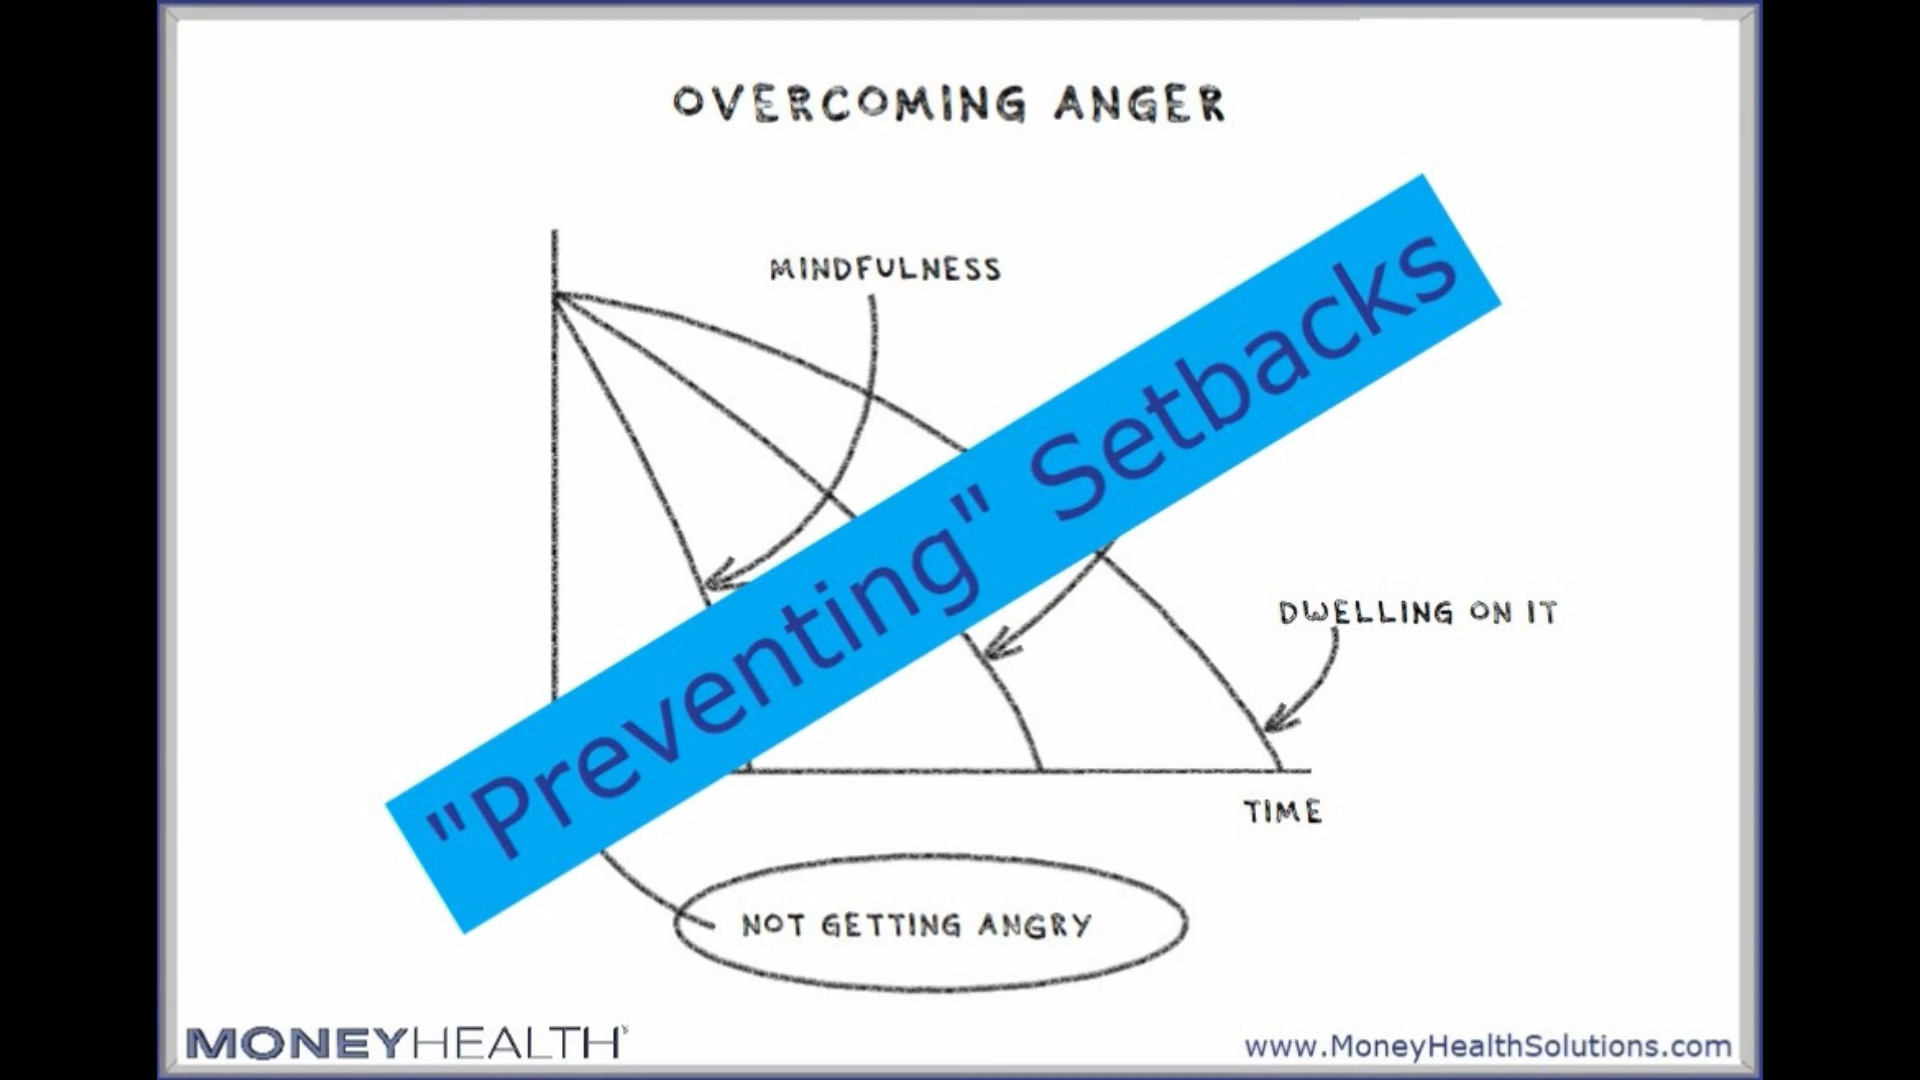 OVERCOMING ANGER
MINDFULNESS
"Preventing" Setbacks
DWELLING ON IT
TIME
NOT GETTING ANGRY
MONEYHEALTH
www.MoneyHealthSolutions.com